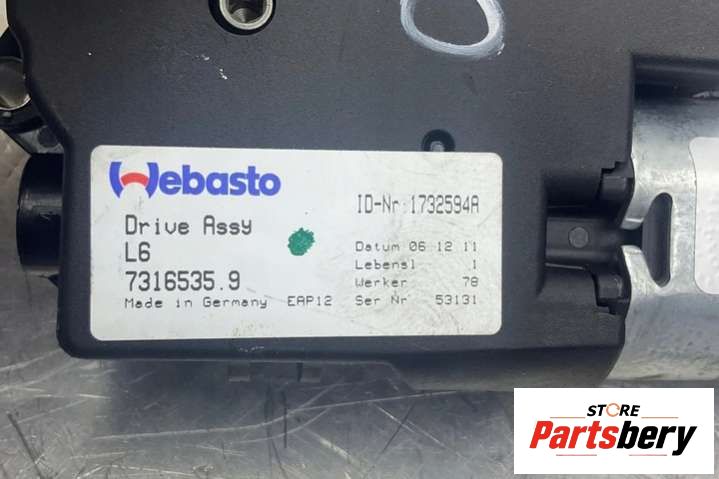 Webasto
Drive Assy
L6
7316535.9
Made in Germany EAP12
ID-Nr:1732594A
Datum 06 12 11
Lebensl 1
Werker 78
Ser Nr 53131
STORE
Partsbery